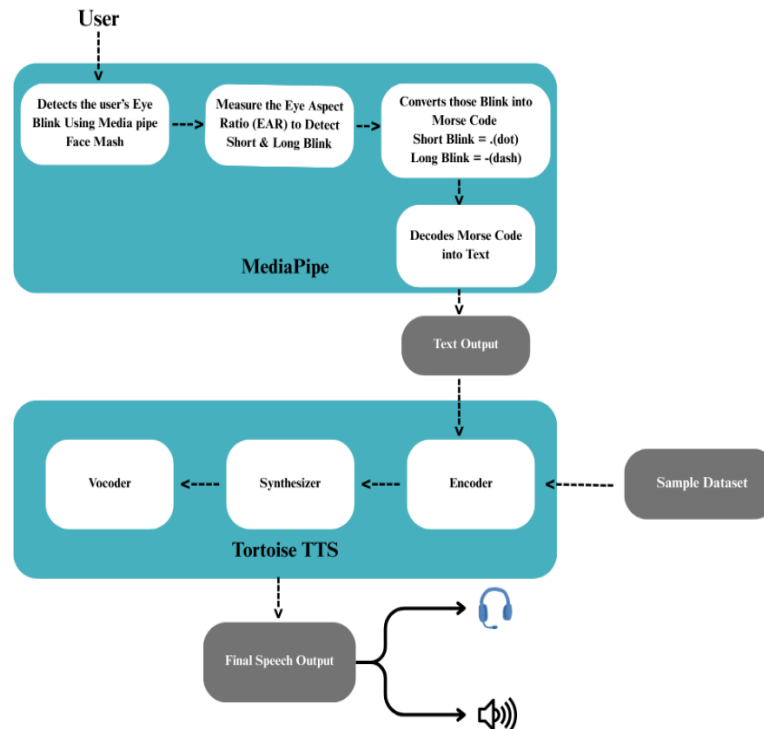 User
Detects the user's Eye
Blink Using Media pipe
Face Mash
Measure the Eye Aspect
Ratio (EAR) to Detect
Short & Long Blink
Converts those Blink into
Morse Code
Short Blink = .(dot)
Long Blink = -(dash)
Decodes Morse Code
into Text
MediaPipe
Text Output
Vocoder
Synthesizer
Encoder
Sample Dataset
Tortoise TTS
Final Speech Output